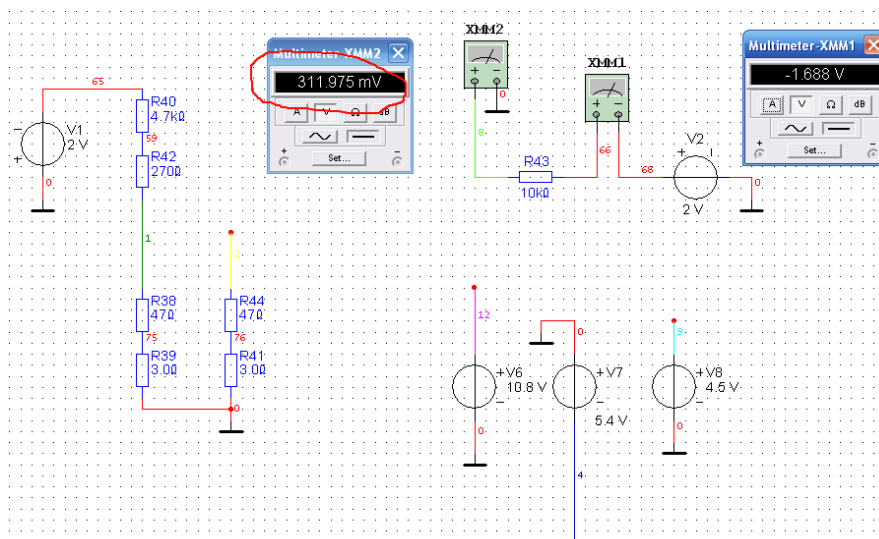 XMM2
Multimeter-XMM2
311.975 mV
A V Ω dB
+ Set... -
65
R40
4.7kΩ
59
R42
270Ω
V1
2 V
0
1
R38
47Ω
75
R39
3.0Ω
2
R44
47Ω
76
R41
3.0Ω
0
+ -
0
8
XMM1
+ -
66
R43
10kΩ
68
V2
2 V
0
Multimeter-XMM1
-1.688 V
A V Ω dB
+ Set... -
12
V6
10.8 V
0
0
V7
5.4 V
4
9
V8
4.5 V
0